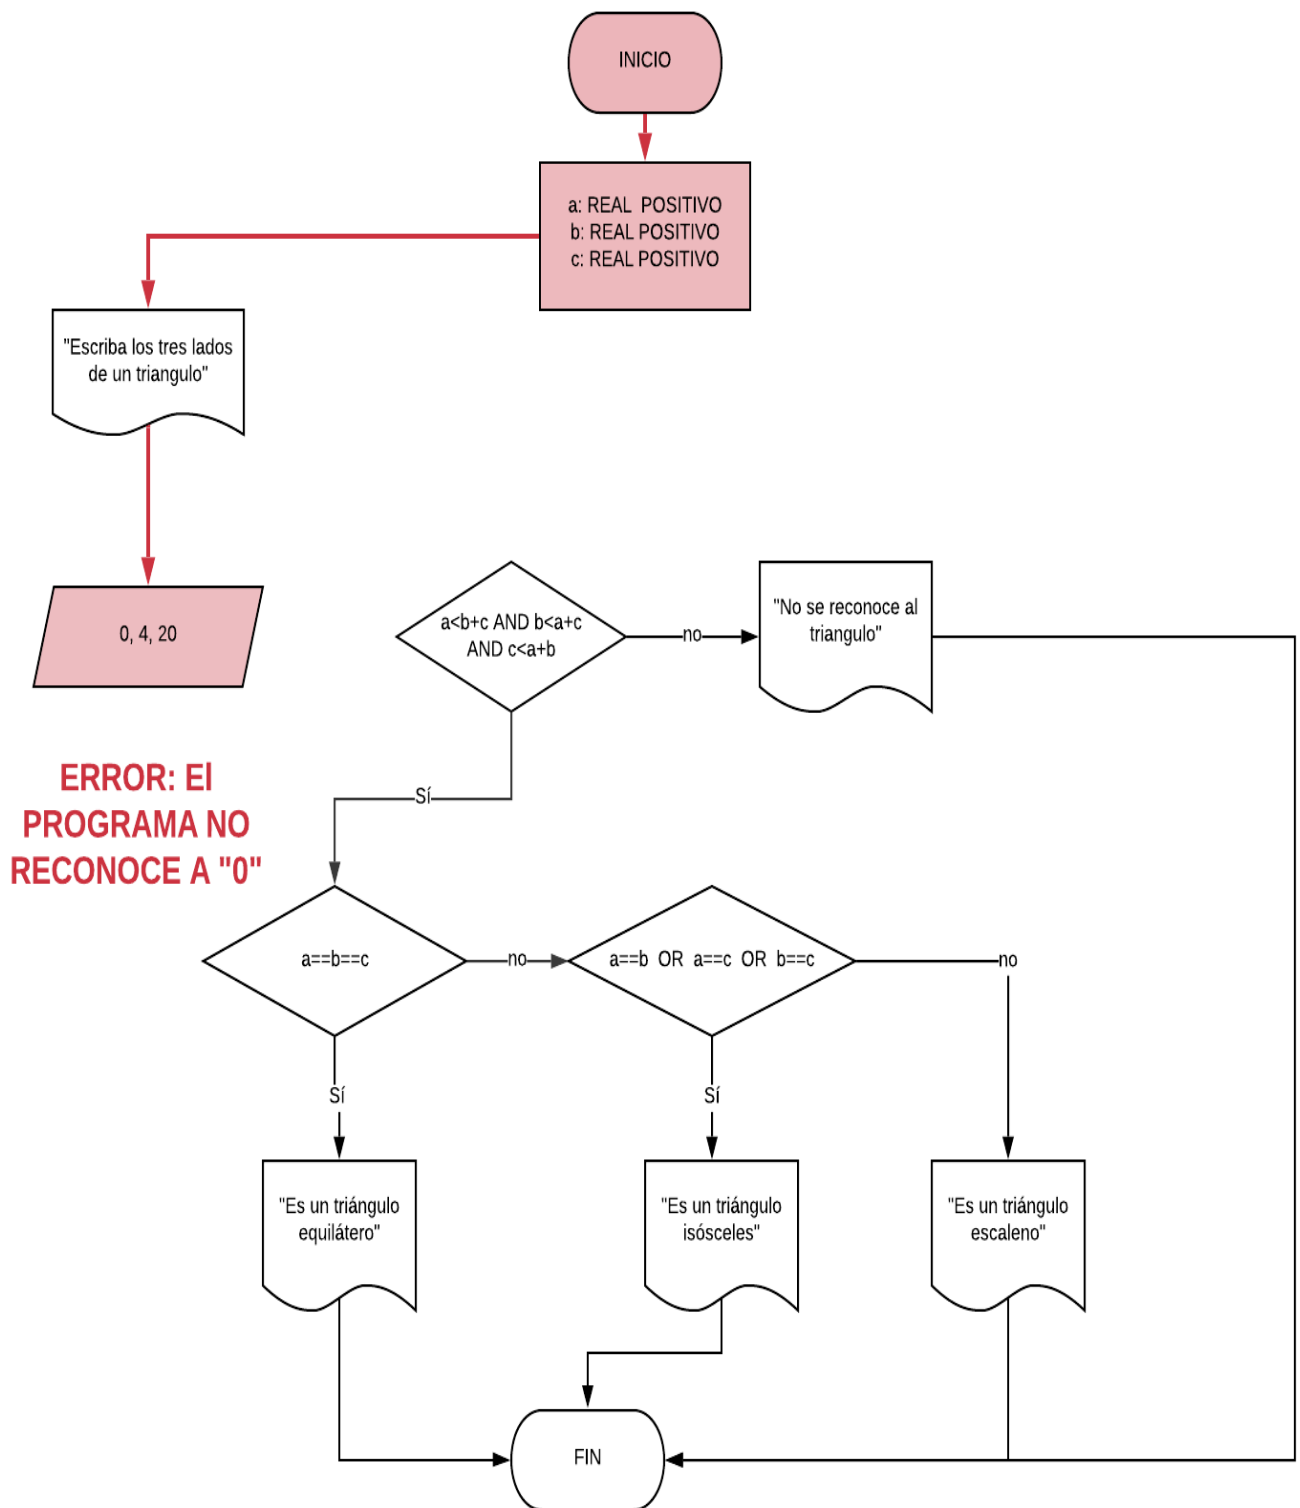 INICIO
a: REAL  POSITIVO
b: REAL POSITIVO
c: REAL POSITIVO
"Escriba los tres lados
de un triangulo"
0, 4, 20
ERROR: El
PROGRAMA NO
RECONOCE A "0"
a<b+c AND b<a+c
AND c<a+b
no
"No se reconoce al
triangulo"
Sí
a==b==c
no
a==b  OR  a==c  OR  b==c
no
Sí
Sí
"Es un triángulo
equilátero"
"Es un triángulo
isósceles"
"Es un triángulo
escaleno"
FIN